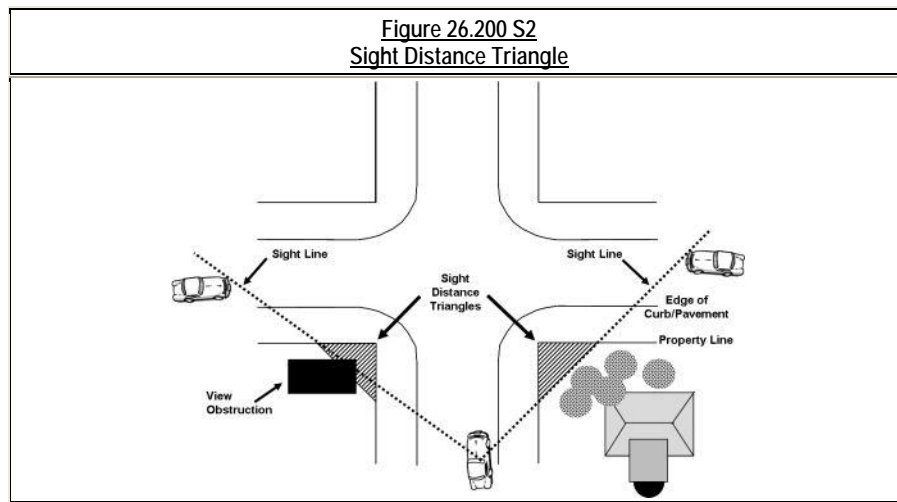 Figure 26.200 S2
Sight Distance Triangle
Sight Line
Sight Line
Sight
Distance
Triangles
Edge of
Curb/Pavement
Property Line
View
Obstruction